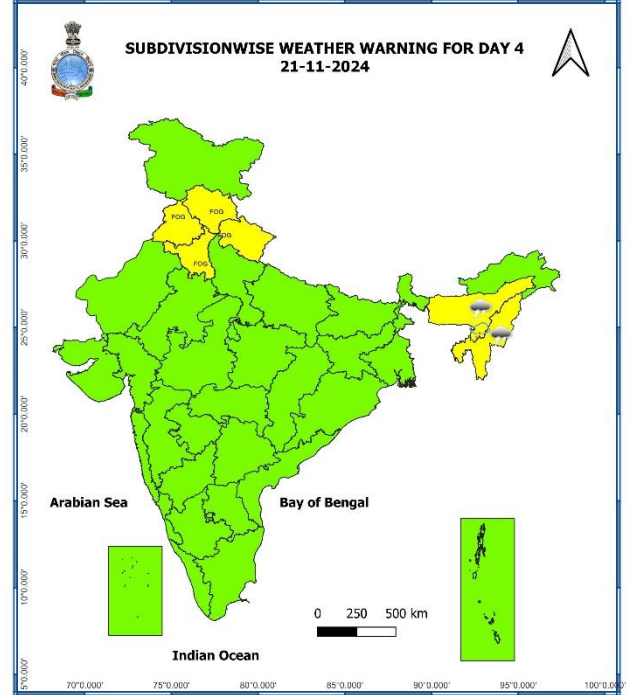 SUBDIVISIONWISE WEATHER WARNING FOR DAY 4
21-11-2024
40°0.000'
35°0.000'
30°0.000'
25°0.000'
20°0.000'
15°0.000'
10°0.000'
5°0.000'
FOG
FOG
OG
FOG
Arabian Sea
Bay of Bengal
0 250 500 km
Indian Ocean
70°0.000' 75°0.000' 80°0.000' 85°0.000' 90°0.000' 95°0.000' 100°0.000'